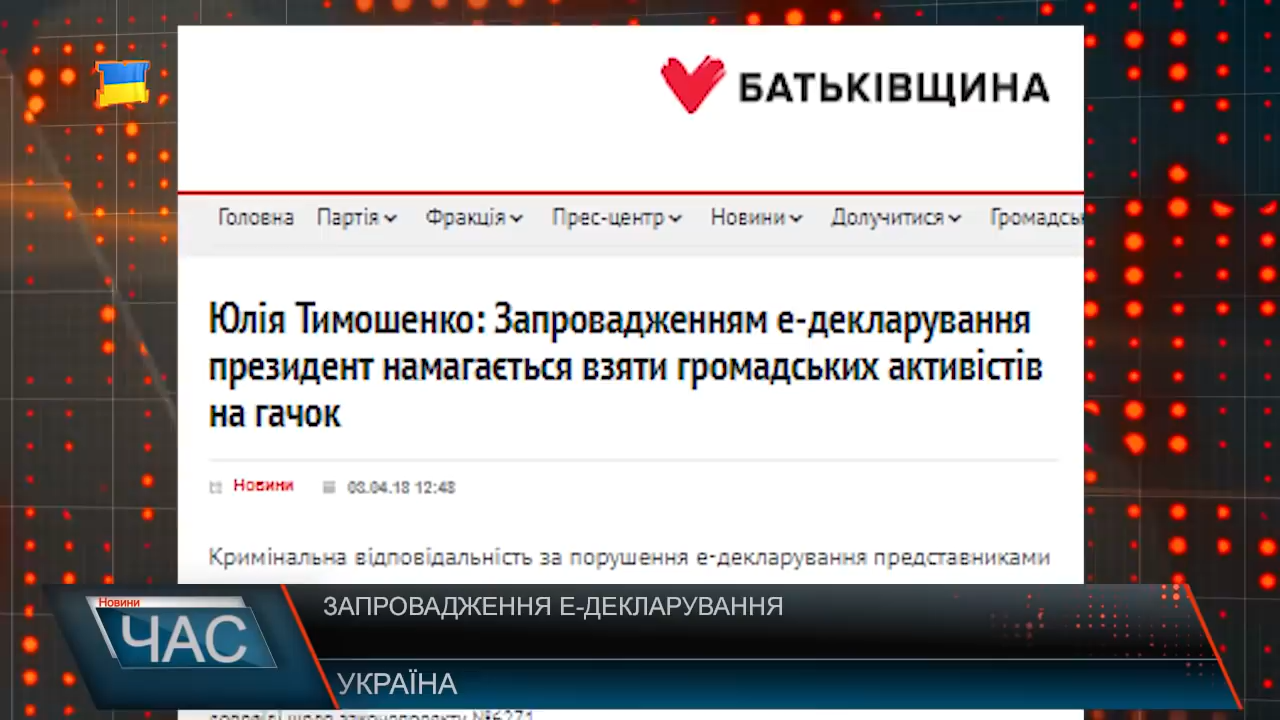 БАТЬКІВЩИНА
Головна Партія Фракція Прес-центр Новини Долучитися
Юлія Тимошенко: Запровадженням е-декларування
президент намагається взяти громадських активістів
на гачок
Новини 03.04.18 12:48
Кримінальна відповідальність за порушення е-декларування представниками
Новини
ЧАС
ЗАПРОВАДЖЕННЯ Е-ДЕКЛАРУВАННЯ
УКРАЇНА